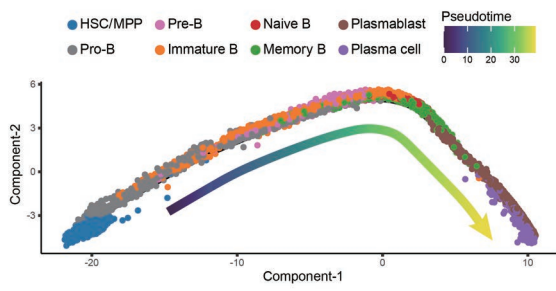 HSC/MPP Pre-B Naive B Plasmablast
Pro-B Immature B Memory B Plasma cell
Pseudotime
0 10 20 30
Component-2
6
3
0
-3
-20 -10 0 10
Component-1